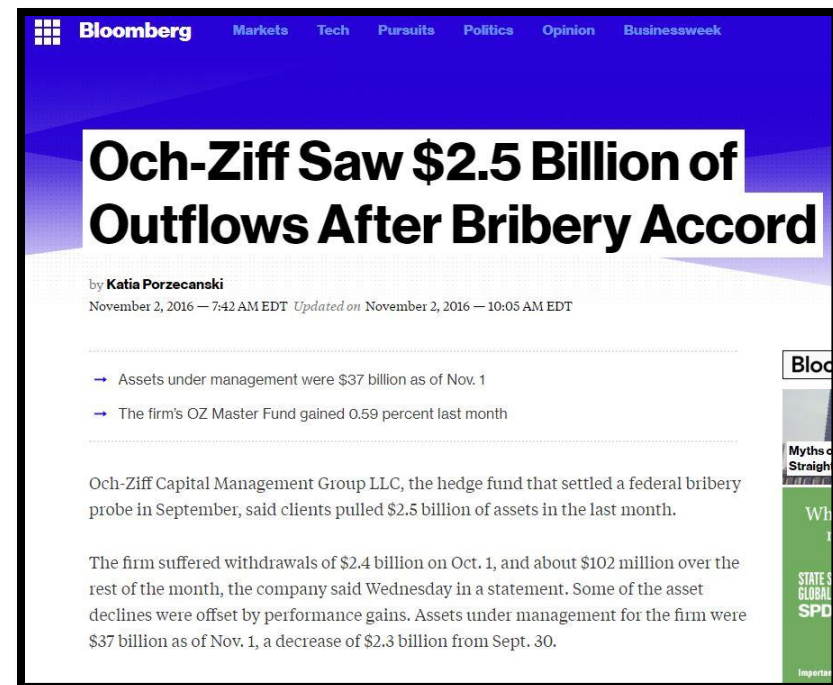 Bloomberg Markets Tech Pursuits Politics Opinion Businessweek
Och-Ziff Saw $2.5 Billion of
Outflows After Bribery Accord
by Katia Porzecanski
November 2, 2016 — 7:42 AM EDT Updated on November 2, 2016 — 10:05 AM EDT
→ Assets under management were $37 billion as of Nov. 1
→ The firm's OZ Master Fund gained 0.59 percent last month
Och-Ziff Capital Management Group LLC, the hedge fund that settled a federal bribery
probe in September, said clients pulled $2.5 billion of assets in the last month.
The firm suffered withdrawals of $2.4 billion on Oct. 1, and about $102 million over the
rest of the month, the company said Wednesday in a statement. Some of the asset
declines were offset by performance gains. Assets under management for the firm were
$37 billion as of Nov. 1, a decrease of $2.3 billion from Sept. 30.
Myths
STATE
GLOBAL